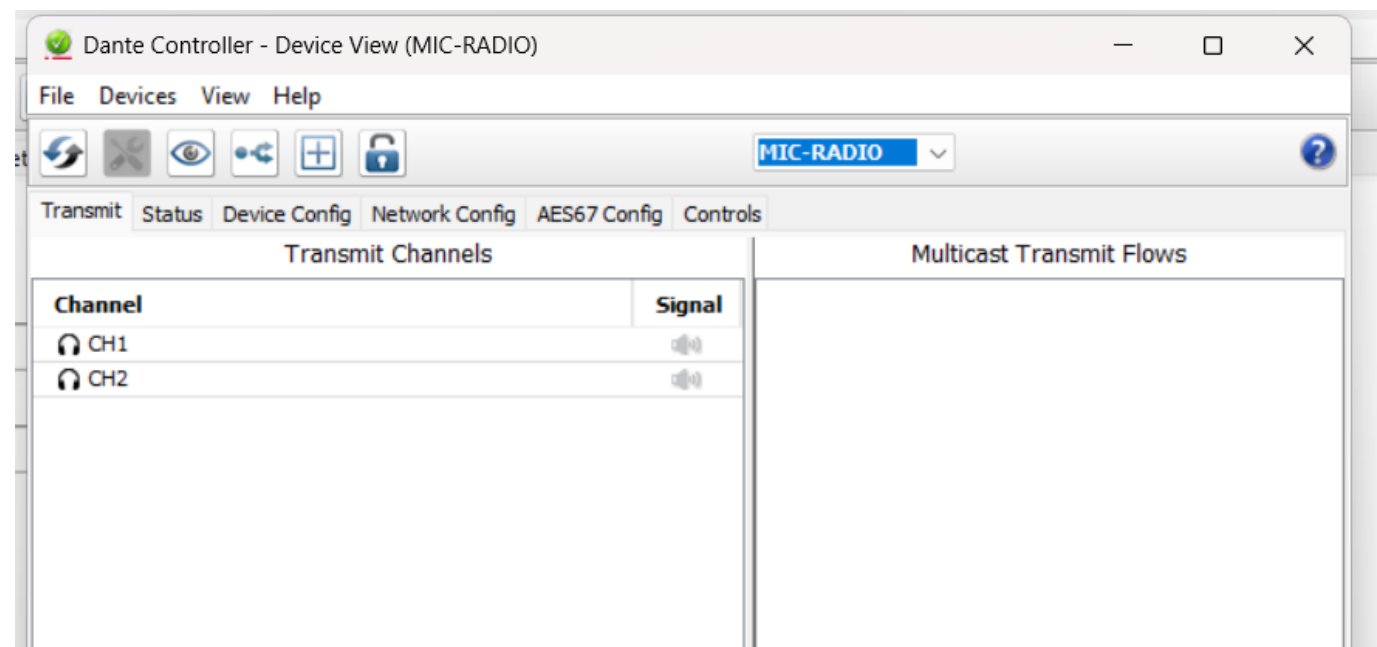 Dante Controller - Device View (MIC-RADIO)
File Devices View Help
et
MIC-RADIO
?
Transmit Status Device Config Network Config AES67 Config Controls
Transmit Channels
Multicast Transmit Flows
Channel Signal
CH1
CH2